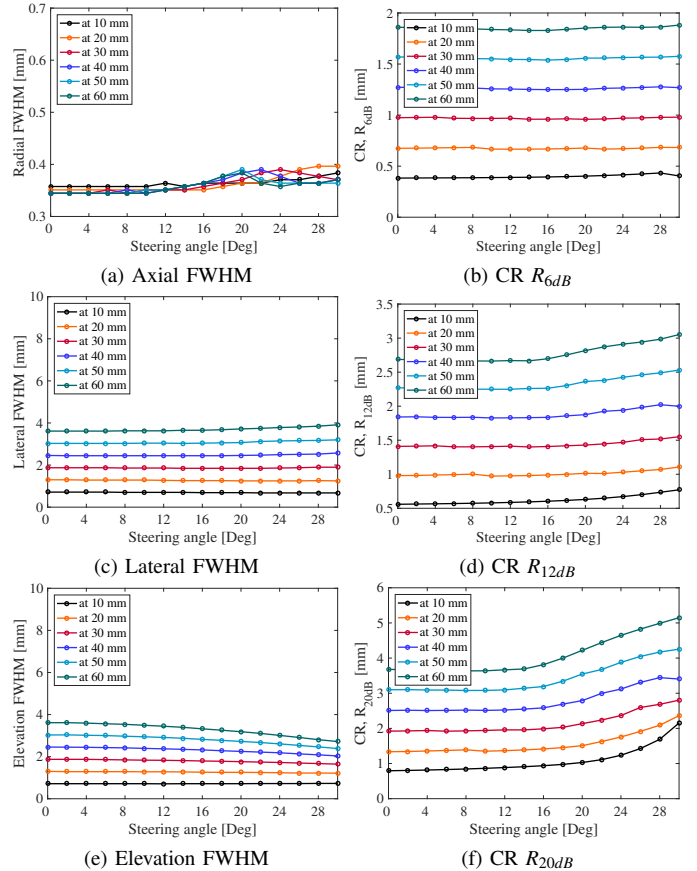 0.7
0.6
0.5
0.4
0.3
Radial FWHM [mm]
at 10 mm
at 20 mm
at 30 mm
at 40 mm
at 50 mm
at 60 mm
0 4 8 12 16 20 24 28
Steering angle [Deg]
(a) Axial FWHM
2
1.5
1
0.5
0
CR, R6dB [mm]
at 10 mm
at 20 mm
at 30 mm
at 40 mm
at 50 mm
at 60 mm
0 4 8 12 16 20 24 28
Steering angle [Deg]
(b) CR R6dB
10
8
6
4
2
0
Lateral FWHM [mm]
at 10 mm
at 20 mm
at 30 mm
at 40 mm
at 50 mm
at 60 mm
0 4 8 12 16 20 24 28
Steering angle [Deg]
(c) Lateral FWHM
3.5
3
2.5
2
1.5
1
0.5
CR, R12dB [mm]
at 10 mm
at 20 mm
at 30 mm
at 40 mm
at 50 mm
at 60 mm
0 4 8 12 16 20 24 28
Steering angle [Deg]
(d) CR R12dB
10
8
6
4
2
0
Elevation FWHM [mm]
at 10 mm
at 20 mm
at 30 mm
at 40 mm
at 50 mm
at 60 mm
0 4 8 12 16 20 24 28
Steering angle [Deg]
(e) Elevation FWHM
6
5
4
3
2
1
0
CR, R20dB [mm]
at 10 mm
at 20 mm
at 30 mm
at 40 mm
at 50 mm
at 60 mm
0 4 8 12 16 20 24 28
Steering angle [Deg]
(f) CR R20dB